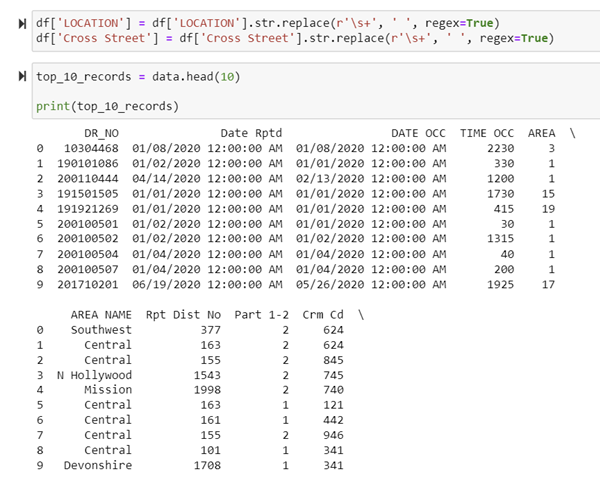 df['LOCATION'] = df['LOCATION'].str.replace(r'\s+', ' ', regex=True)
df['Cross Street'] = df['Cross Street'].str.replace(r'\s+', ' ', regex=True)
top_10_records = data.head(10)
print(top_10_records)
DR_NO Date Rptd DATE OCC TIME OCC AREA \
0 10304468 01/08/2020 12:00:00 AM 01/08/2020 12:00:00 AM 2230 3
1 190101086 01/02/2020 12:00:00 AM 01/01/2020 12:00:00 AM 330 1
2 200110444 04/14/2020 12:00:00 AM 02/13/2020 12:00:00 AM 1200 1
3 191501505 01/01/2020 12:00:00 AM 01/01/2020 12:00:00 AM 1730 15
4 191921269 01/01/2020 12:00:00 AM 01/01/2020 12:00:00 AM 415 19
5 200100501 01/02/2020 12:00:00 AM 01/01/2020 12:00:00 AM 30 1
6 200100502 01/02/2020 12:00:00 AM 01/02/2020 12:00:00 AM 1315 1
7 200100504 01/04/2020 12:00:00 AM 01/04/2020 12:00:00 AM 40 1
8 200100507 01/04/2020 12:00:00 AM 01/04/2020 12:00:00 AM 200 1
9 201710201 06/19/2020 12:00:00 AM 05/26/2020 12:00:00 AM 1925 17
AREA NAME Rpt Dist No Part 1-2 Crm Cd \
0 Southwest 377 2 624
1 Central 163 2 624
2 Central 155 2 845
3 N Hollywood 1543 2 745
4 Mission 1998 2 740
5 Central 163 1 121
6 Central 161 1 442
7 Central 155 2 946
8 Central 101 1 341
9 Devonshire 1708 1 341